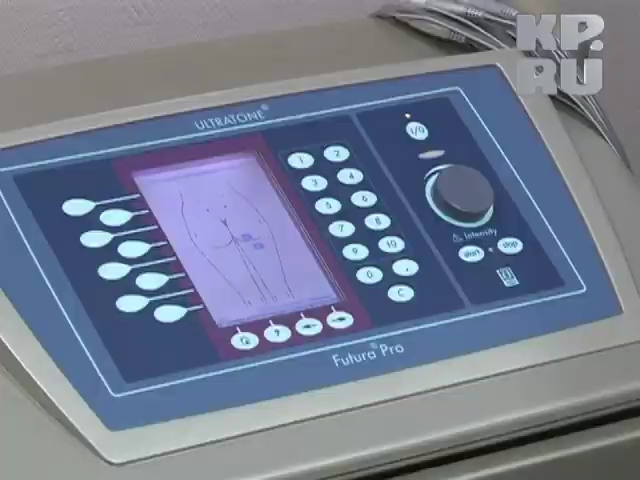 KP.
RU
ULTRATONE®
I/O
1
2
3
4
5
6
7
8
9
10
0
.
C
Intensity
start
stop
?
Futura® Pro